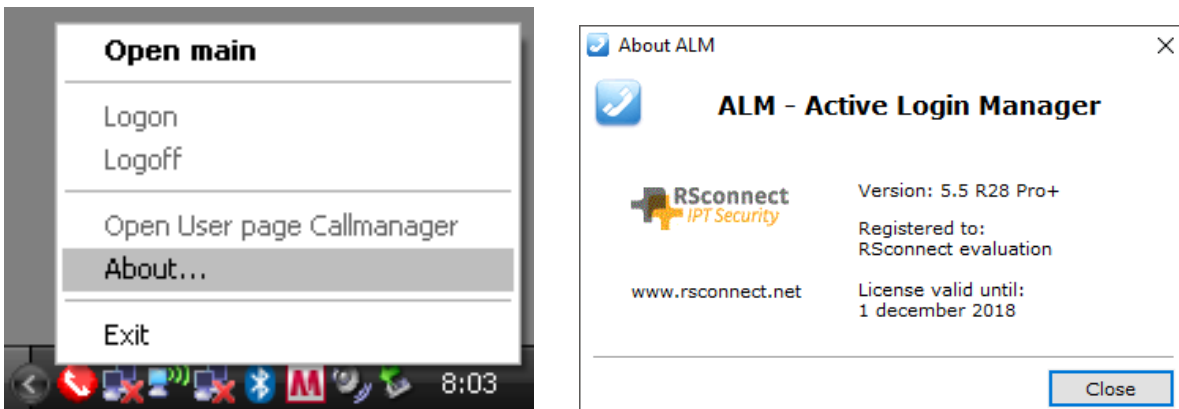 Open main
Logon
Logoff
Open User page Callmanager
About...
Exit
8:03
About ALM
ALM - Active Login Manager
RSconnect
IPT Security
www.rsconnect.net
Version: 5.5 R28 Pro+
Registered to:
RSconnect evaluation
License valid until:
1 december 2018
Close